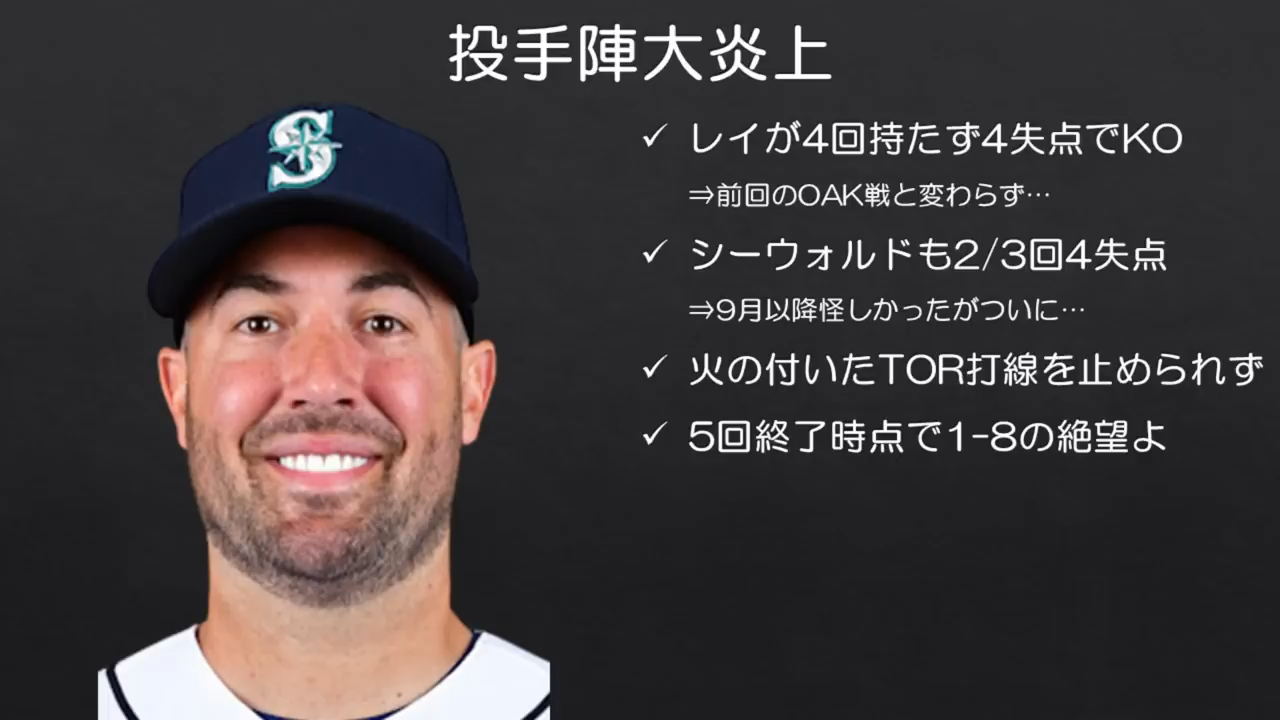 投手陣大炎上
✓ レイが4回持たず4失点でKO
⇒前回のOAK戦と変わらず…
✓ シーウォルドも2/3回4失点
⇒9月以降怪しかったがついに…
✓ 火の付いたTOR打線を止められず
✓ 5回終了時点で1-8の絶望よ
S